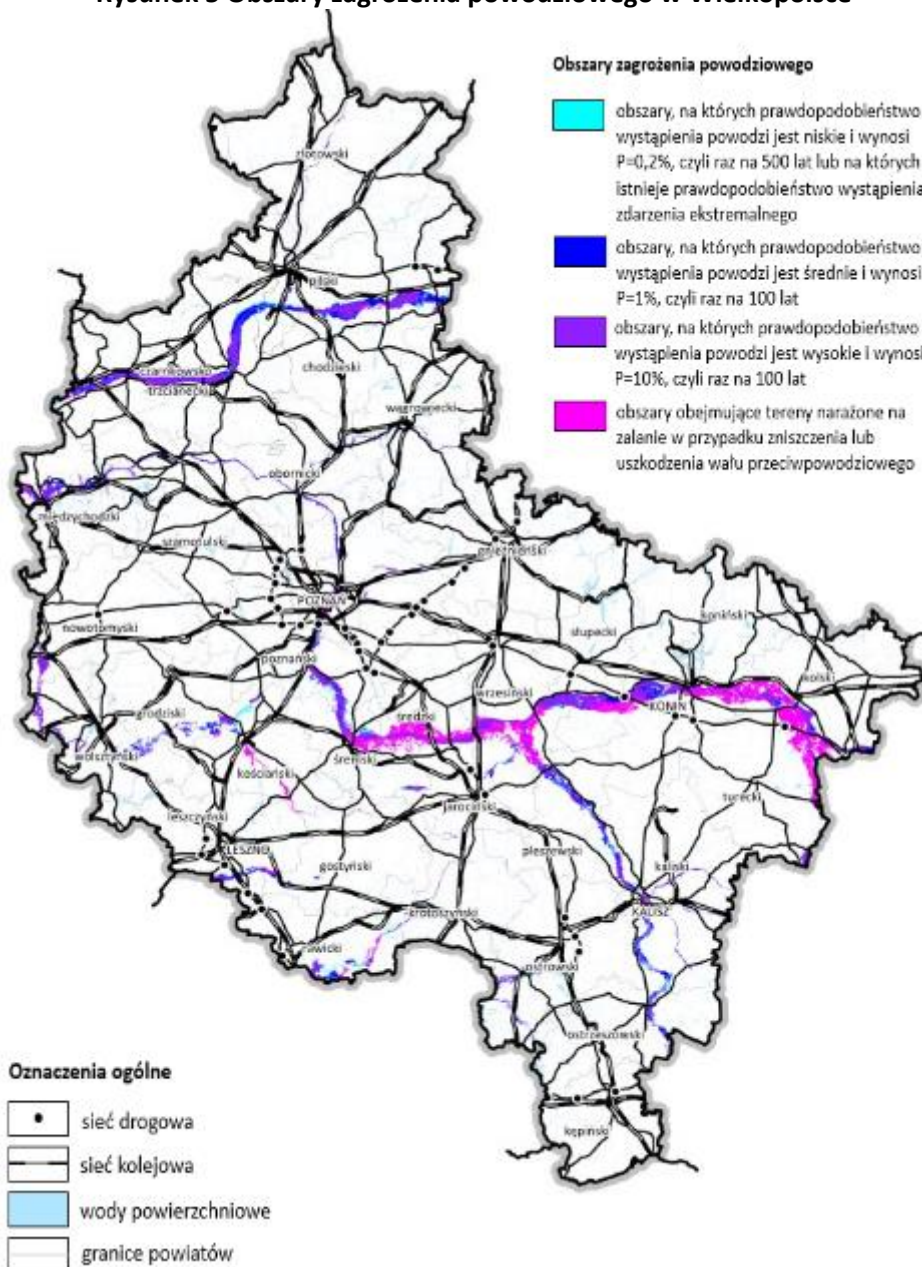 Rysunek 5 Obszary zagrożenia powodziowego w Wielkopolsce
Obszary zagrożenia powodziowego
obszary, na których prawdopodobieństwo
wystąpienia powodzi jest niskie i wynosi
P=0,2%, czyli raz na 500 lat lub na których
istnieje prawdopodobieństwo wystąpienia
zdarzenia ekstremalnego
obszary, na których prawdopodobieństwo
wystąpienia powodzi jest średnie i wynosi
P=1%, czyli raz na 100 lat
obszary, na których prawdopodobieństwo
wystąpienia powodzi jest wysokie i wynosi
P=10%, czyli raz na 100 lat
obszary obejmujące tereny narażone na
zalanie w przypadku zniszczenia lub
uszkodzenia wału przeciwpowodziowego
złotowski
pilski
czarnkowsko
trzcianecki
chodzieski
wągrowiecki
obornicki
międzychodzki
szamotulski
gnieźnieński
POZNAŃ
nowotomyski
słupecki
koniński
poznański
wrzesiński
kolski
KONIN
grodziski
średzki
wolsztyński
śremski
kościański
turecki
leszczyński
jarociński
LESZNO
gostyński
pleszewski
kaliski
krotoszyński
KALISZ
rawicki
ostrowski
ostrzeszowski
kępiński
Oznaczenia ogólne
sieć drogowa
sieć kolejowa
wody powierzchniowe
granice powiatów